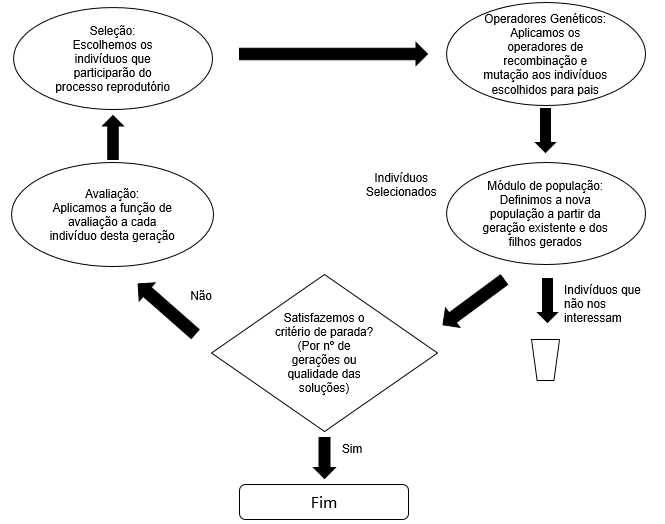 Seleção:
Escolhemos os
indivíduos que
participarão do
processo reprodutório
Operadores Genéticos:
Aplicamos os
operadores de
recombinação e
mutação aos indivíduos
escolhidos para pais
Avaliação:
Aplicamos a função de
avaliação a cada
indivíduo desta geração
Indivíduos
Selecionados
Módulo de população:
Definimos a nova
população a partir da
geração existente e dos
filhos gerados
Não
Satisfazemos o
critério de parada?
(Por nº de
gerações ou
qualidade das
soluções)
Indivíduos que
não nos
interessam
Sim
Fim